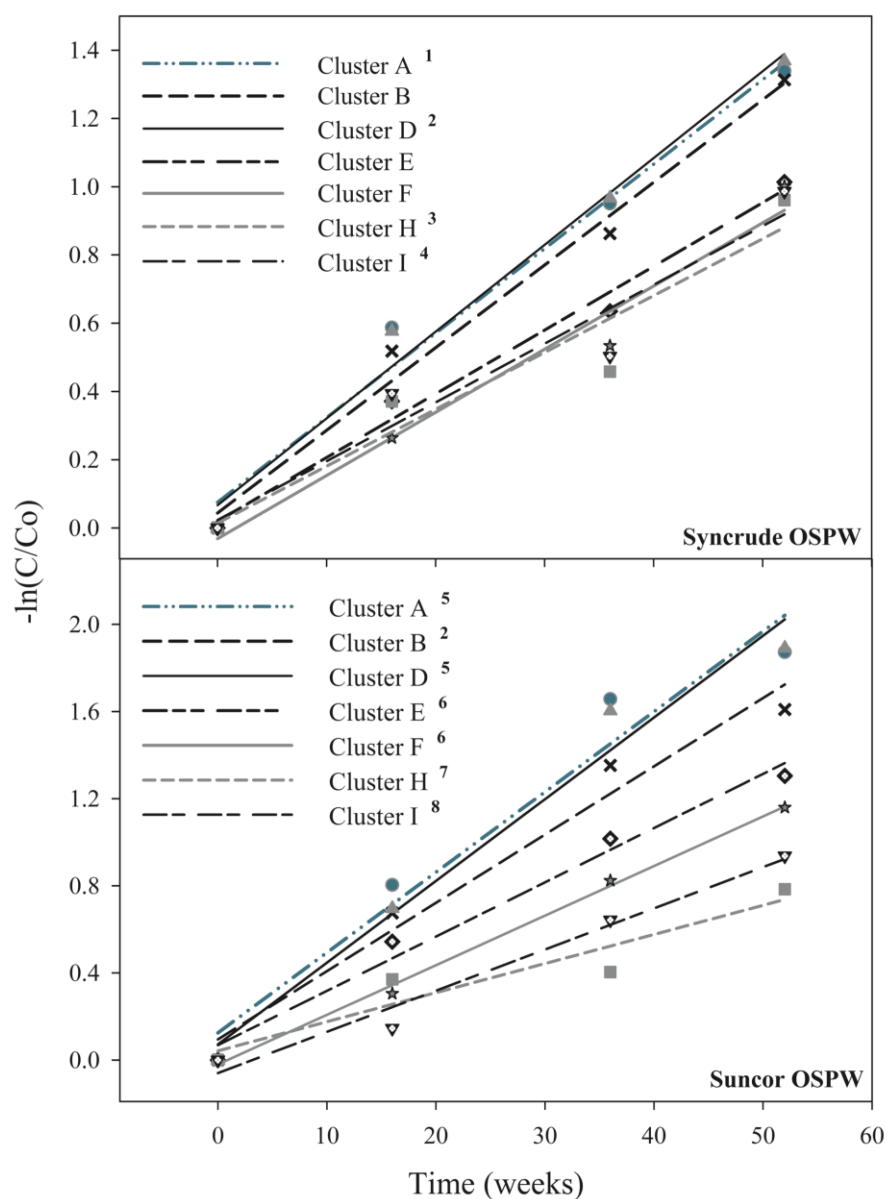 -ln(C/Co)
1.4
1.2
1.0
0.8
0.6
0.4
0.2
0.0
Cluster A 1
Cluster B
Cluster D 2
Cluster E
Cluster F
Cluster H 3
Cluster I 4
Syncrude OSPW
2.0
1.6
1.2
0.8
0.4
0.0
Cluster A 5
Cluster B 2
Cluster D 5
Cluster E 6
Cluster F 6
Cluster H 7
Cluster I 8
Suncor OSPW
0 10 20 30 40 50 60
Time (weeks)